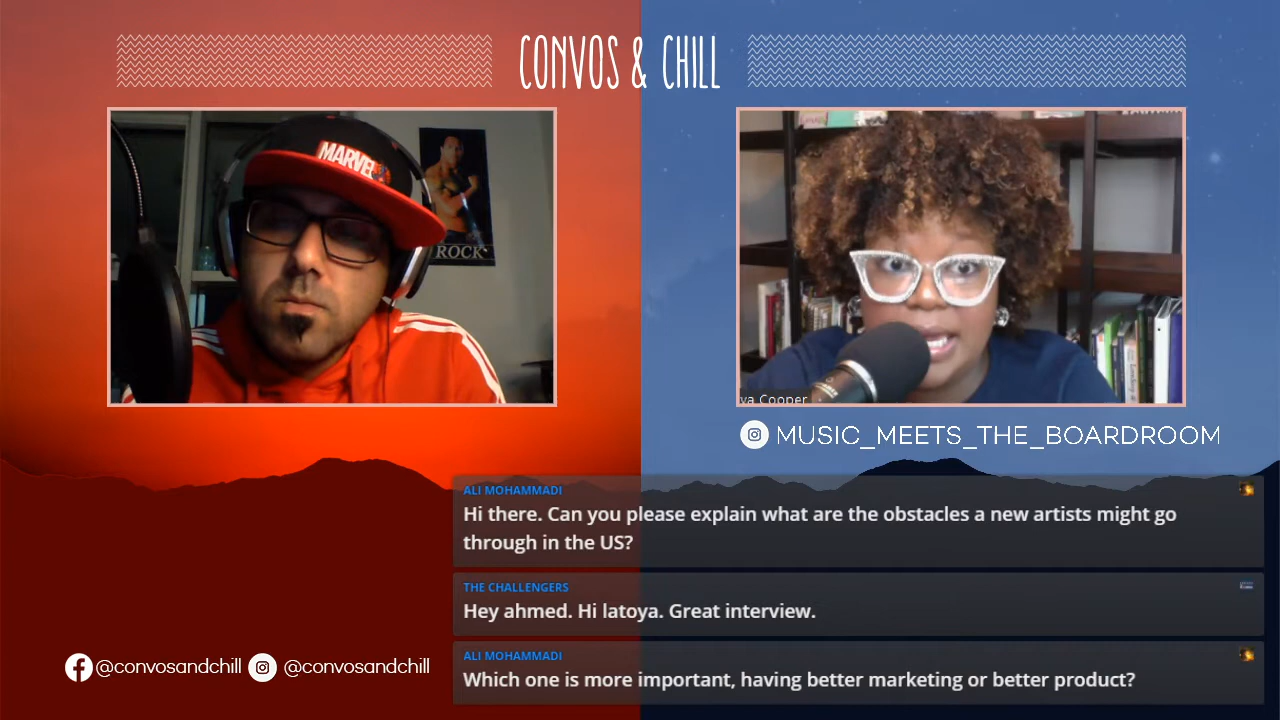 CONVOS & CHILL
MARVEL
ROCK
va Cooper
MUSIC_MEETS_THE_BOARDROOM
ALI MOHAMMADI
Hi there. Can you please explain what are the obstacles a new artists might go
through in the US?
THE CHALLENGERS
Hey ahmed. Hi latoya. Great interview.
ALI MOHAMMADI
Which one is more important, having better marketing or better product?
@convosandchill @convosandchill